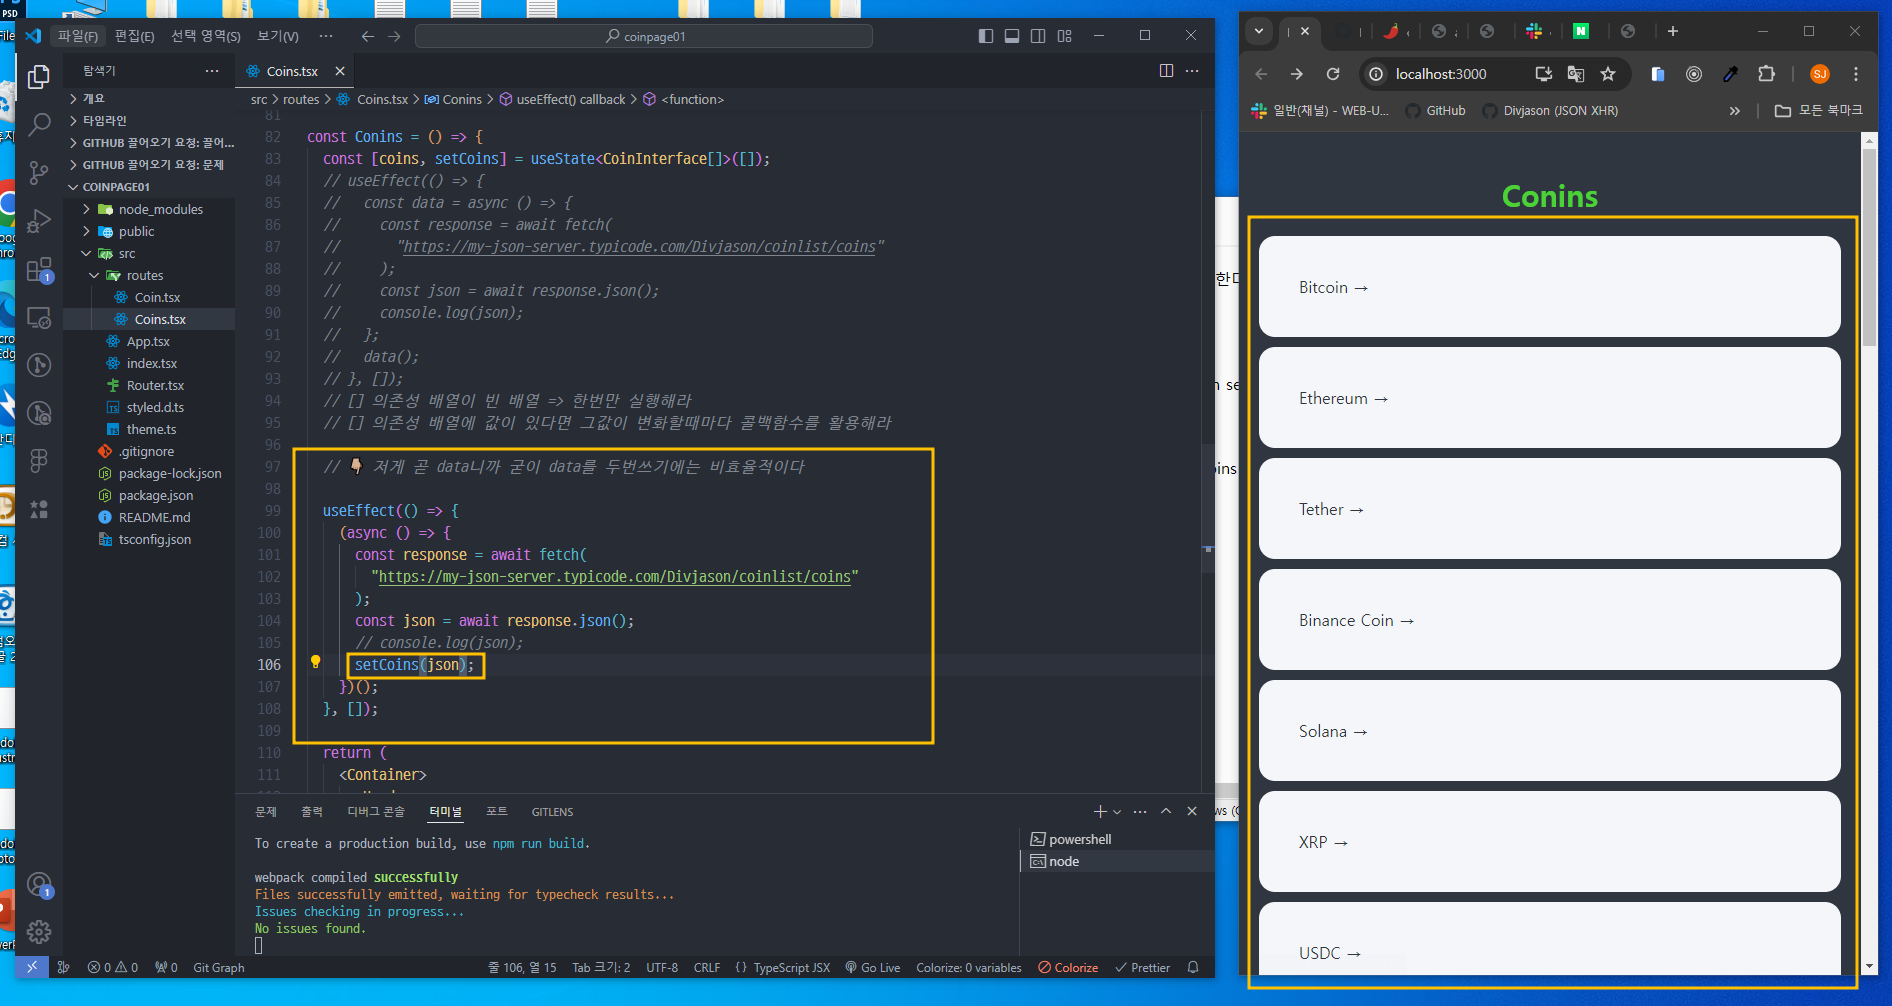 파일(F) 편집(E) 선택 영역(S) 보기(V) ··· coinpage01
탐색기
개요
타임라인
GITHUB 끌어오기 요청: 끌어...
GITHUB 끌어오기 요청: 문제
COINPAGE01
node_modules
public
src
routes
Coin.tsx
Coins.tsx
App.tsx
index.tsx
Router.tsx
styled.d.ts
theme.ts
.gitignore
package-lock.json
package.json
README.md
tsconfig.json
Coins.tsx
src > routes > Coins.tsx > Conins > useEffect() callback > <function>
81
82 const Conins = () => {
83 const [coins, setCoins] = useState<CoinInterface[]>([]);
84 // useEffect(() => {
85 // const data = async () => {
86 // const response = await fetch(
87 // "https://my-json-server.typicode.com/Divjason/coinlist/coins"
88 // );
89 // const json = await response.json();
90 // console.log(json);
91 // };
92 // data();
93 // }, []);
94 // [] 의존성 배열이 빈 배열 => 한번만 실행해라
95 // [] 의존성 배열에 값이 있다면 그값이 변화할때마다 콜백함수를 활용해라
96
97 // 👇 저게 곧 data니까 굳이 data를 두번쓰기에는 비효율적이다
98
99 useEffect(() => {
100 (async () => {
101 const response = await fetch(
102 "https://my-json-server.typicode.com/Divjason/coinlist/coins"
103 );
104 const json = await response.json();
105 // console.log(json);
106 setCoins(json);
107 })();
108 }, []);
109
110 return (
111 <Container>
문제 출력 디버그 콘솔 터미널 포트 GITLENS
To create a production build, use npm run build.
webpack compiled successfully
Files successfully emitted, waiting for typecheck results...
Issues checking in progress...
No issues found.
powershell
node
0 0 0 Git Graph 줄 106, 열 15 Tab 크기: 2 UTF-8 CRLF {} TypeScript JSX Go Live Colorize: 0 variables Colorize Prettier
localhost:3000
SJ
일반(채널) - WEB-U... GitHub Divjason (JSON XHR) » 모든 북마크
Conins
Bitcoin →
Ethereum →
Tether →
Binance Coin →
Solana →
XRP →
USDC →